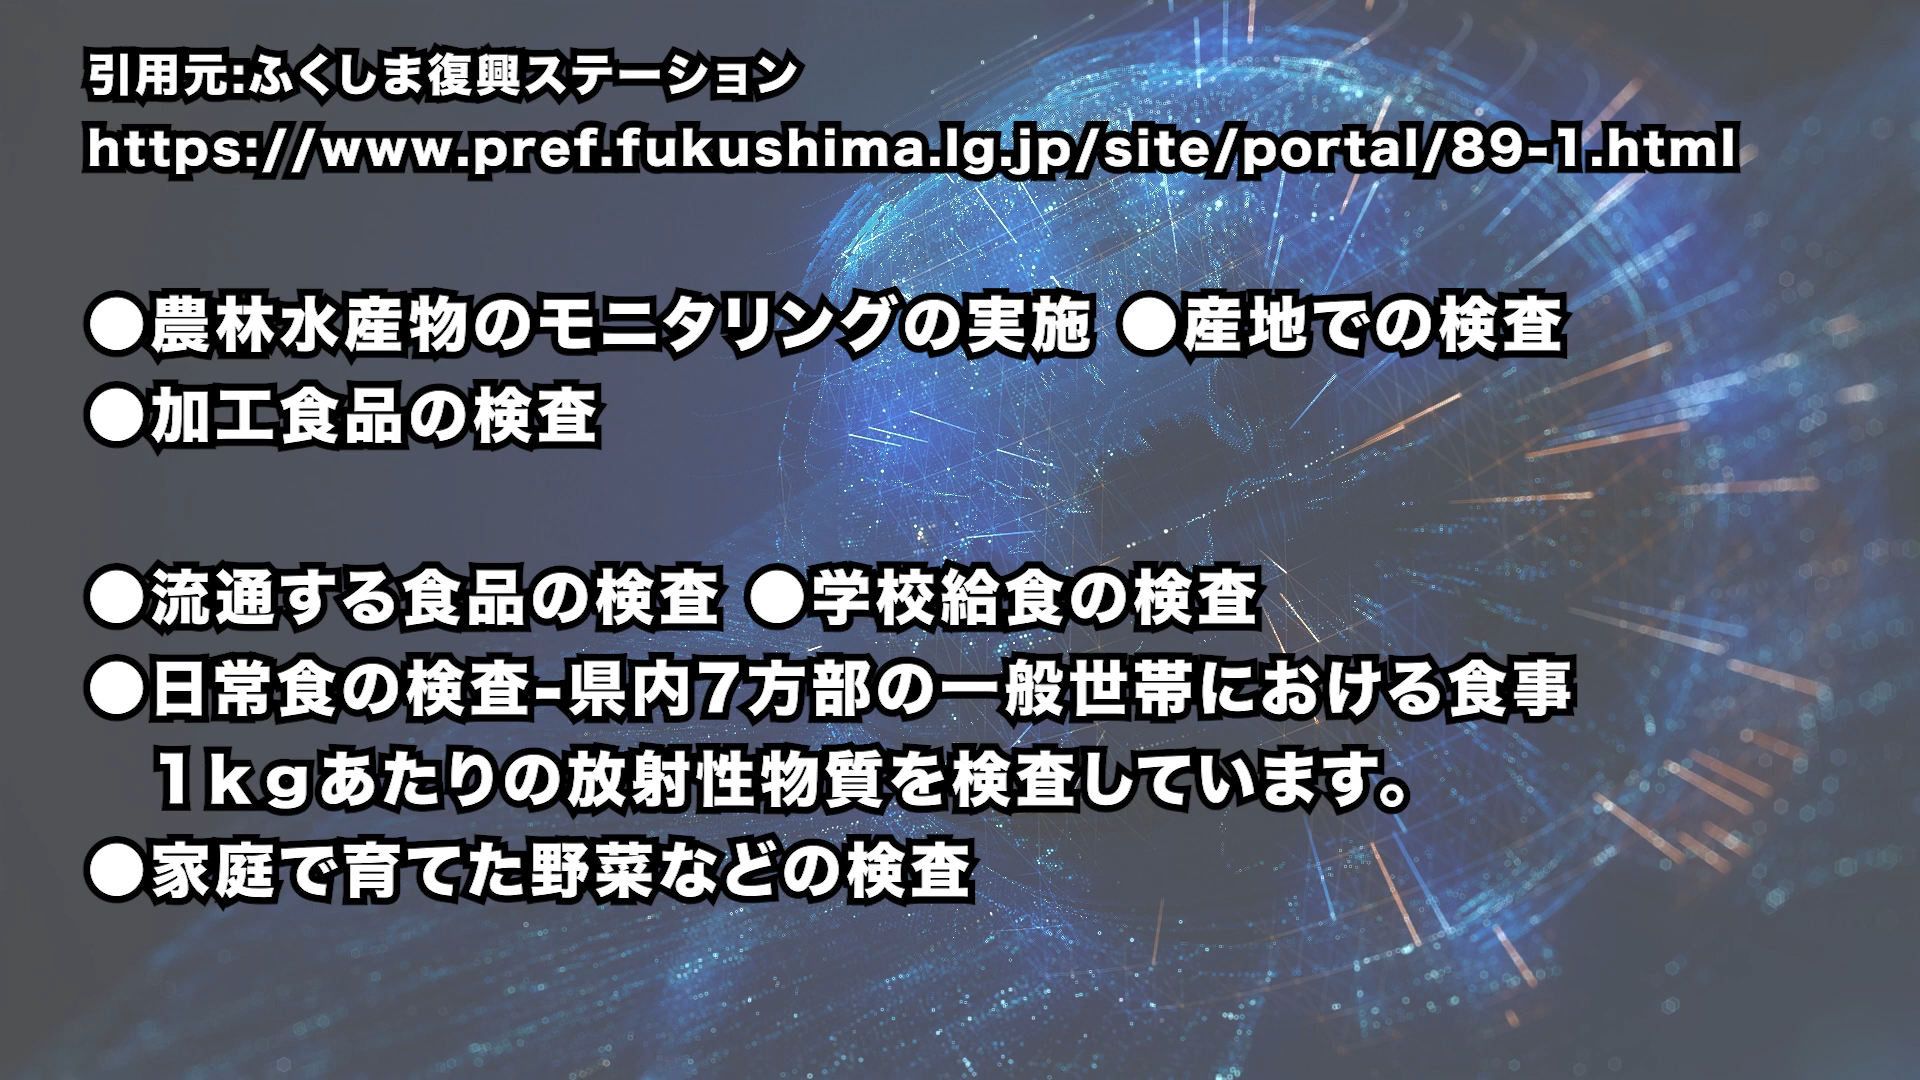 引用元:ふくしま復興ステーション
https://www.pref.fukushima.lg.jp/site/portal/89-1.html
●農林水産物のモニタリングの実施 ●産地での検査
●加工食品の検査
●流通する食品の検査 ●学校給食の検査
●日常食の検査-県内7方部の一般世帯における食事
１ｋｇあたりの放射性物質を検査しています。
●家庭で育てた野菜などの検査